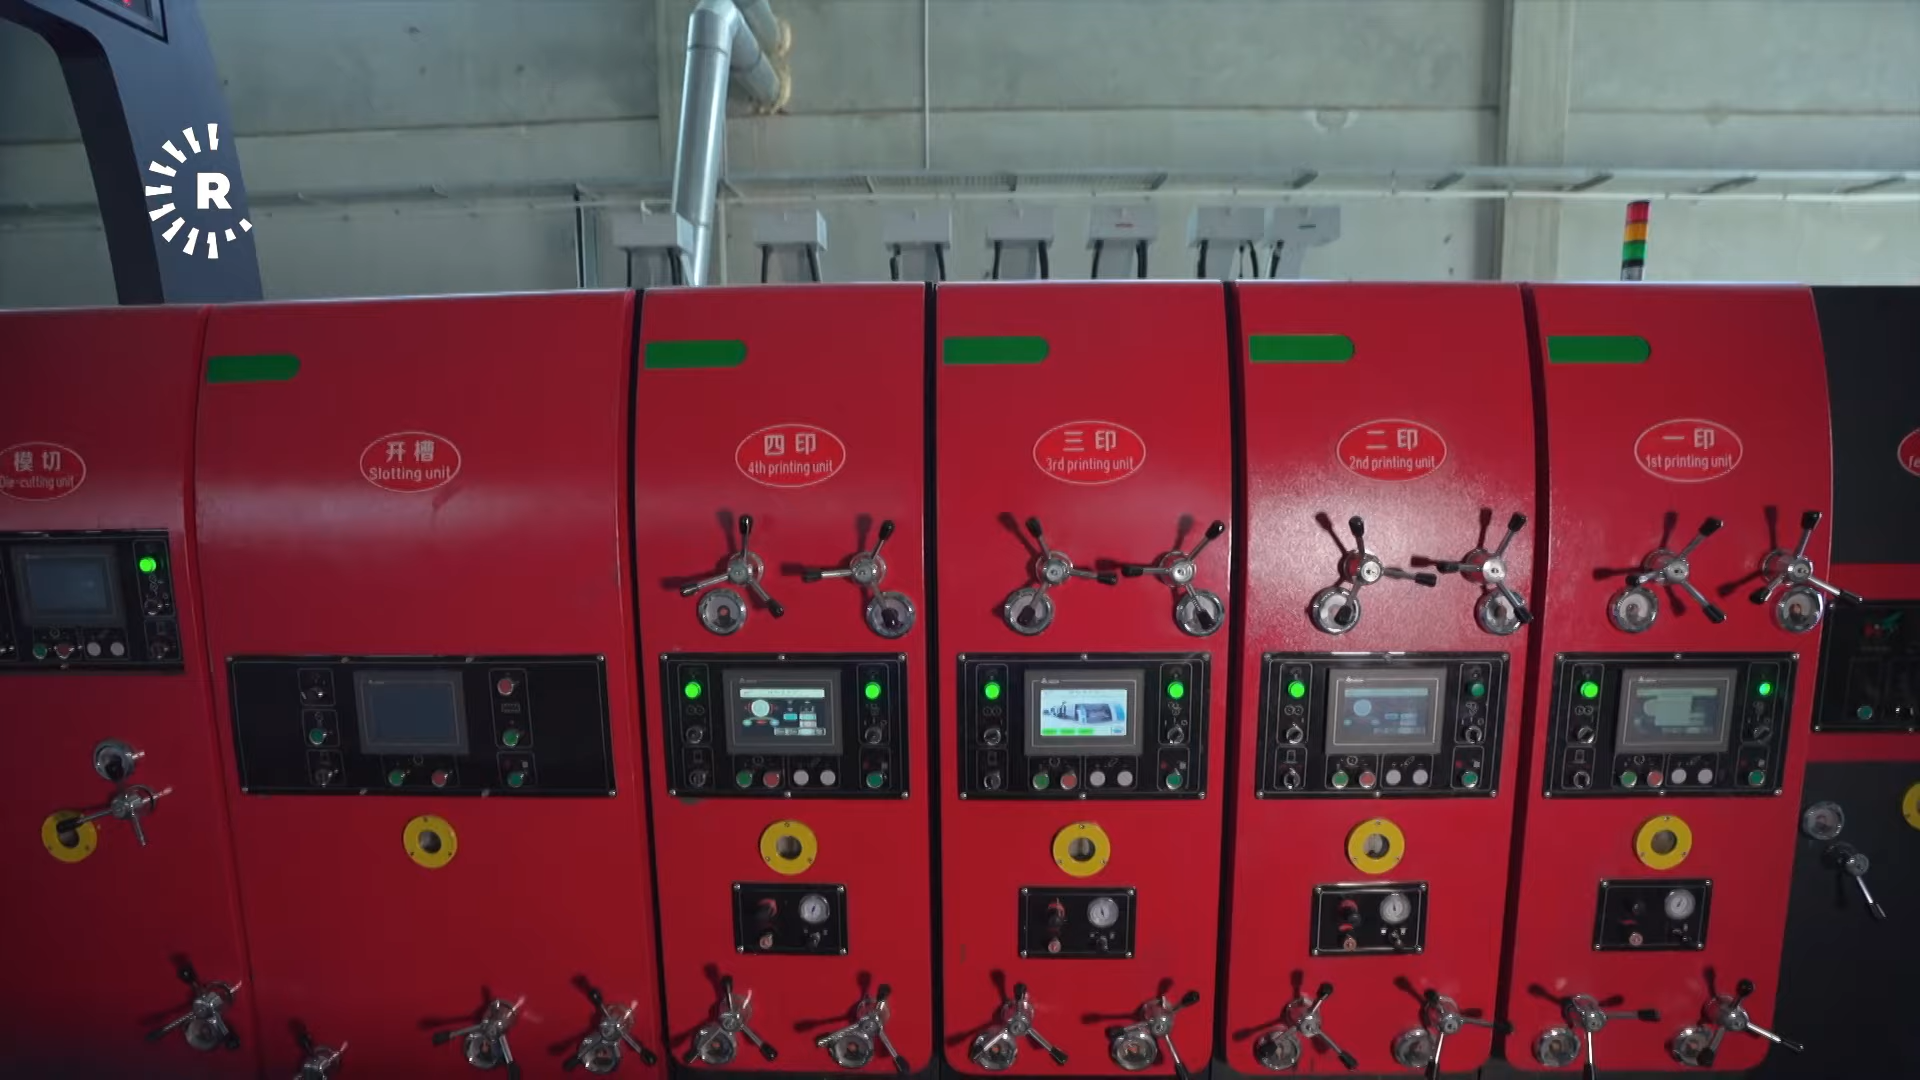 R
模切
Die-cutting unit
开槽
Slotting unit
四印
4th printing unit
三印
3rd printing unit
二印
2nd printing unit
一印
1st printing unit